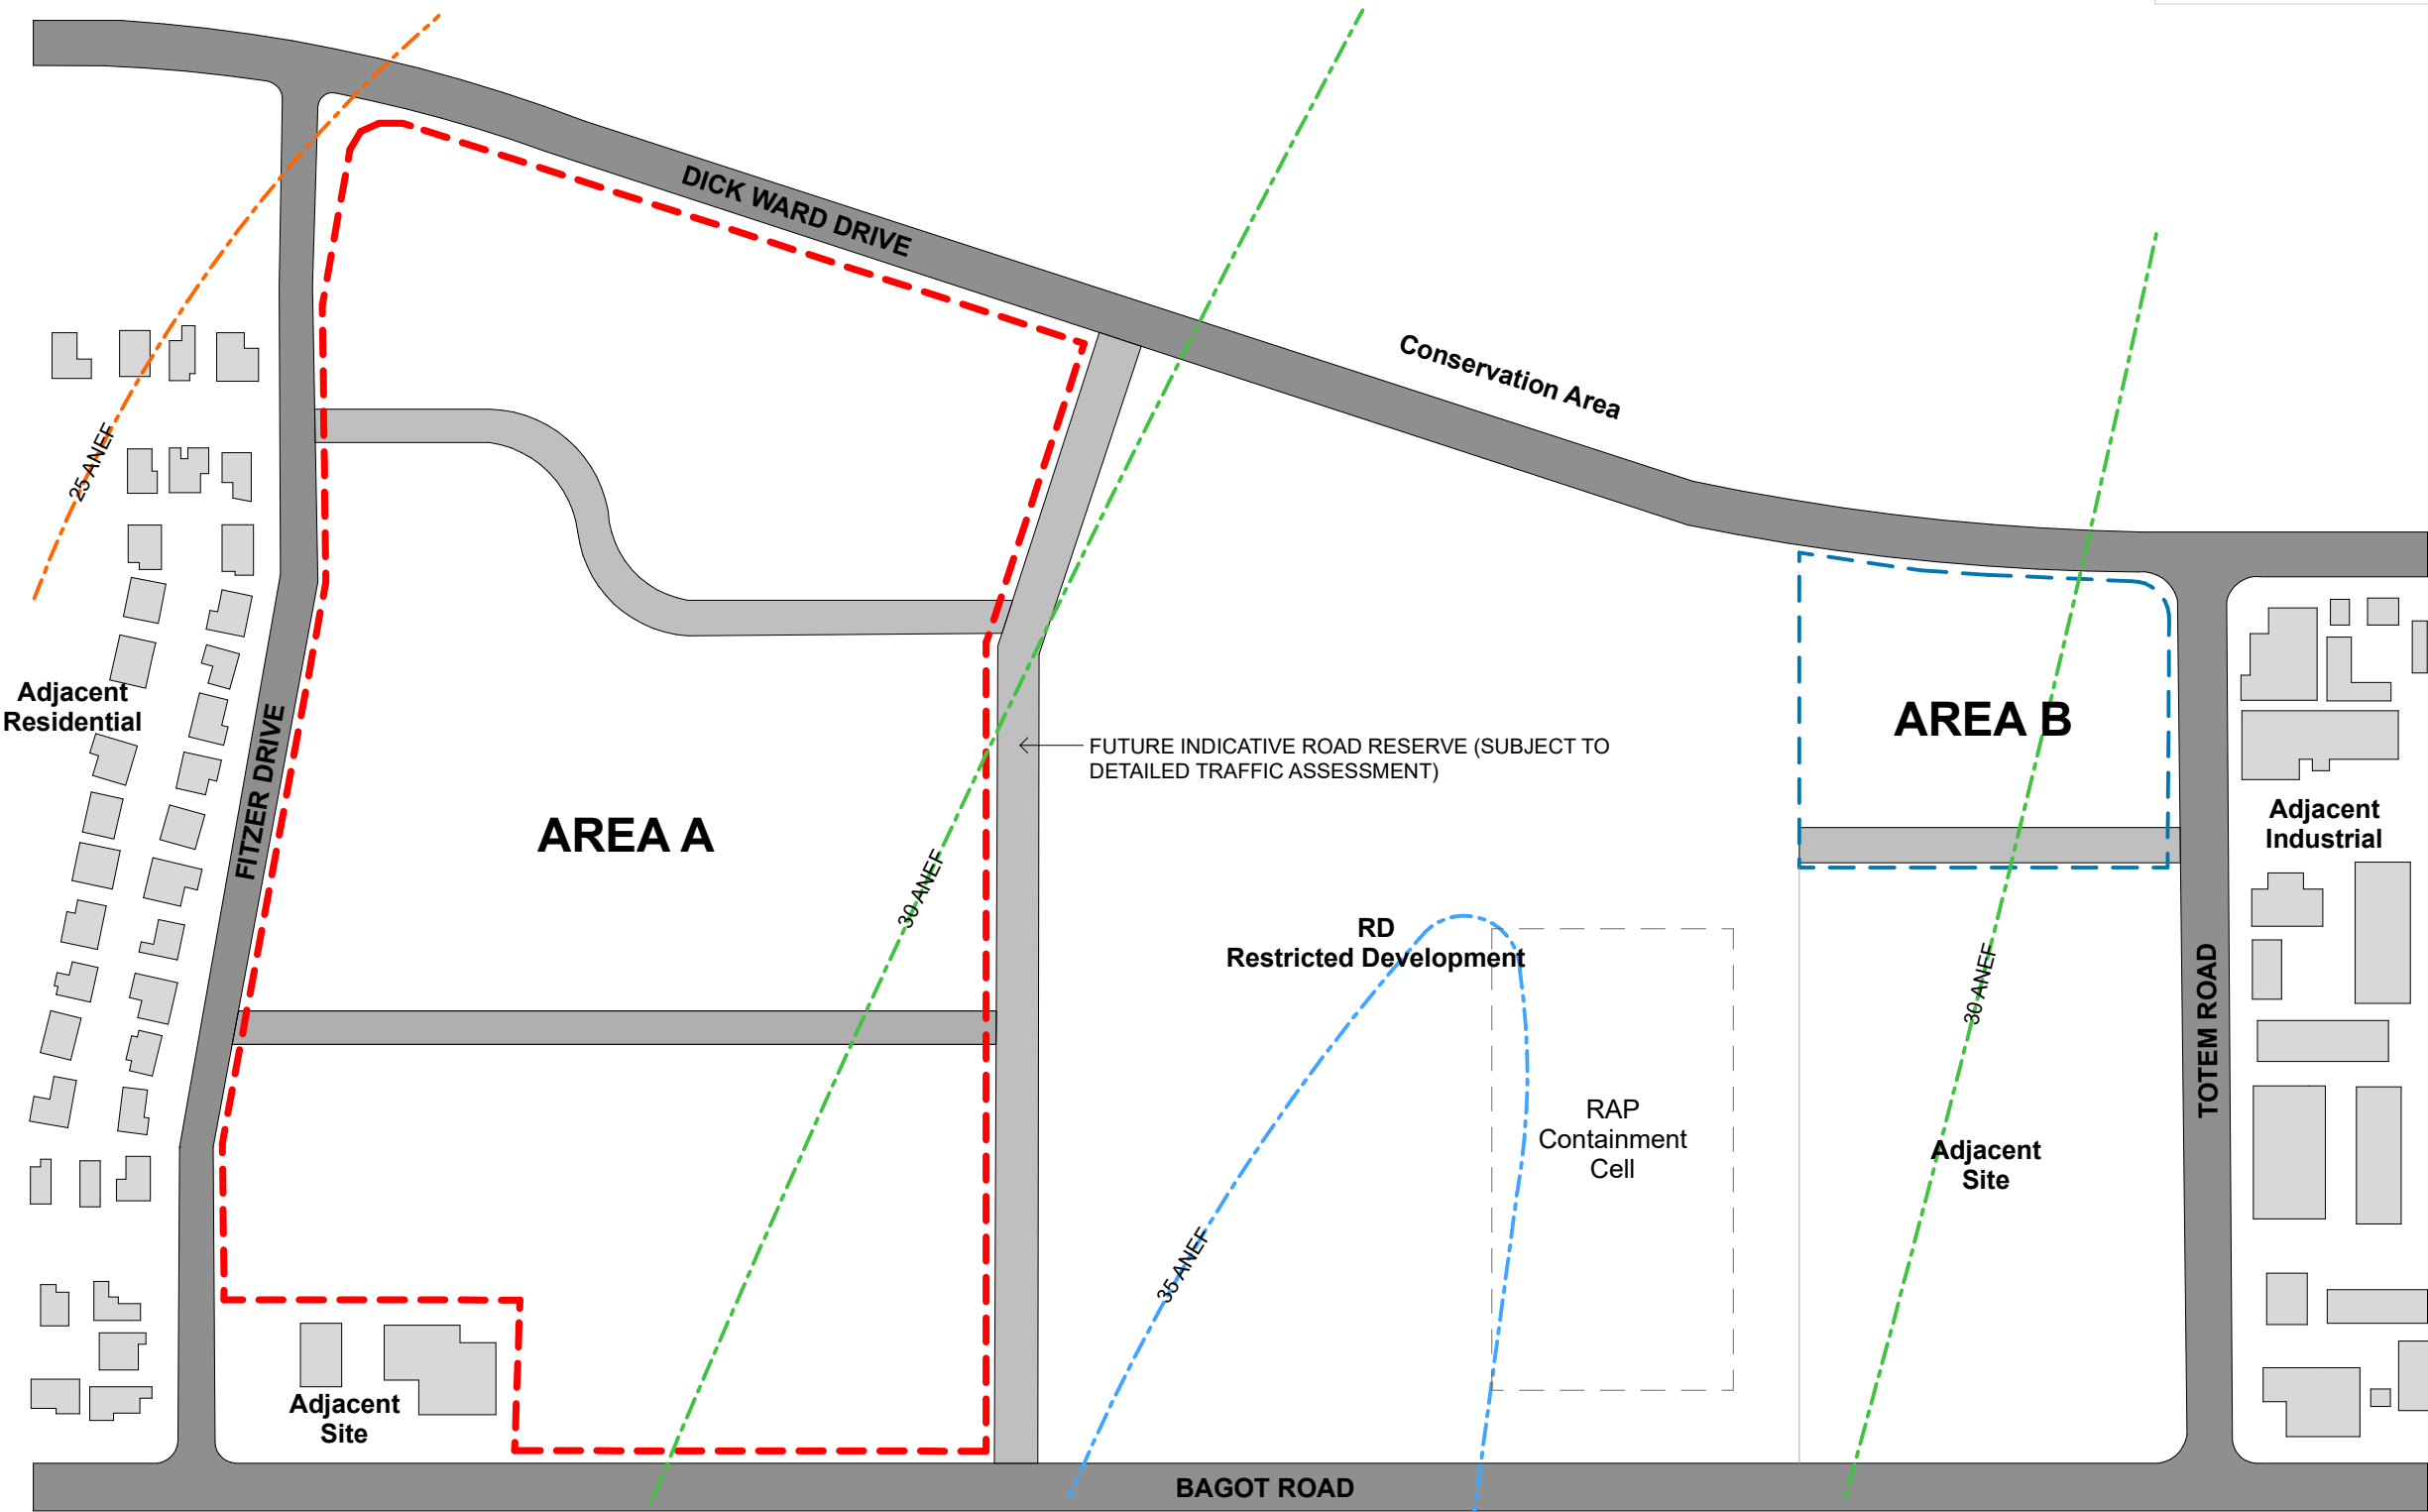 DICK WARD DRIVE
Conservation Area
25 ANEF
Adjacent
Residential
FITZER DRIVE
AREA A
30 ANEF
FUTURE INDICATIVE ROAD RESERVE (SUBJECT TO
DETAILED TRAFFIC ASSESSMENT)
AREA B
Adjacent
Industrial
RD
Restricted Development
30 ANEF
TOTEM ROAD
RAP
Containment
Cell
Adjacent
Site
35 ANEF
Adjacent
Site
BAGOT ROAD